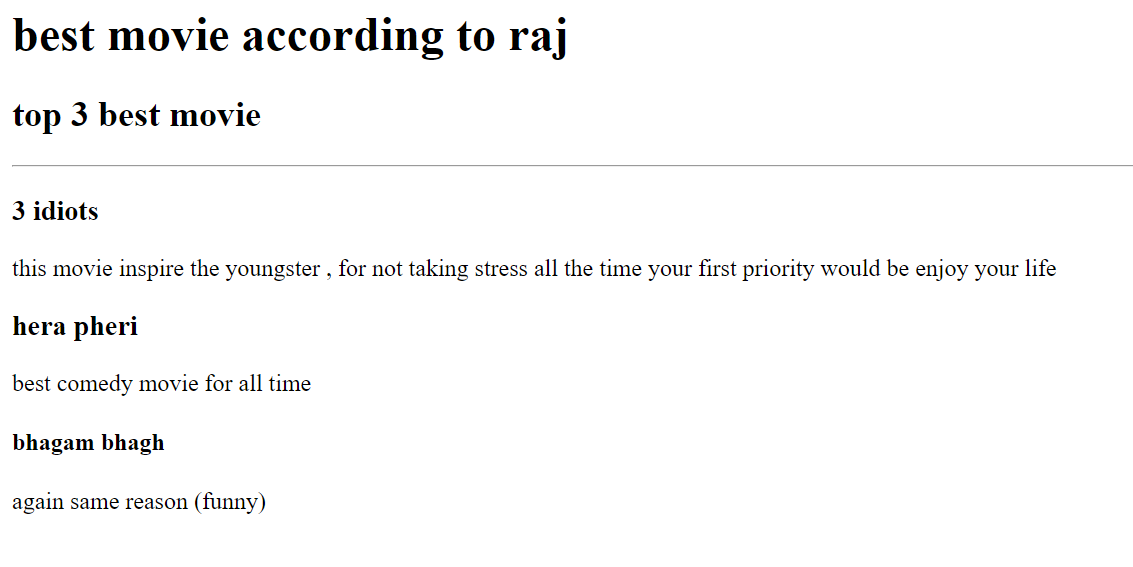 best movie according to raj
top 3 best movie
3 idiots
this movie inspire the youngster , for not taking stress all the time your first priority would be enjoy your life
hera pheri
best comedy movie for all time
bhagam bhagh
again same reason (funny)